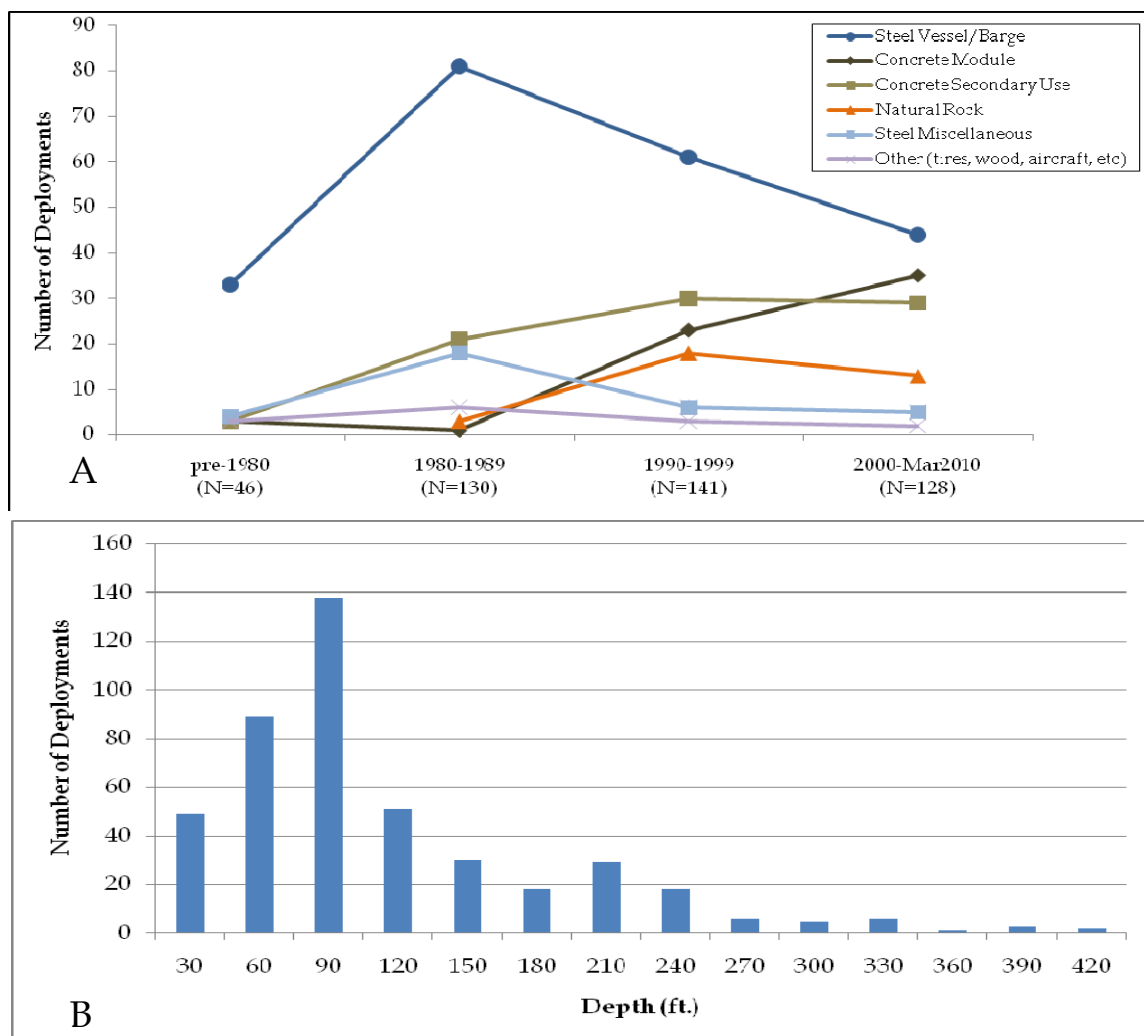 90
80
70
60
50
40
30
20
10
0
Number of Deployments
Steel Vessel/Barge
Concrete Module
Concrete Secondary Use
Natural Rock
Steel Miscellaneous
Other (tires, wood, aircraft, etc)
A
pre-1980 1980-1989 1990-1999 2000-Mar2010
(N=46) (N=130) (N=141) (N=128)
160
140
120
100
80
60
40
20
0
Number of Deployments
30 60 90 120 150 180 210 240 270 300 330 360 390 420
Depth (ft.)
B